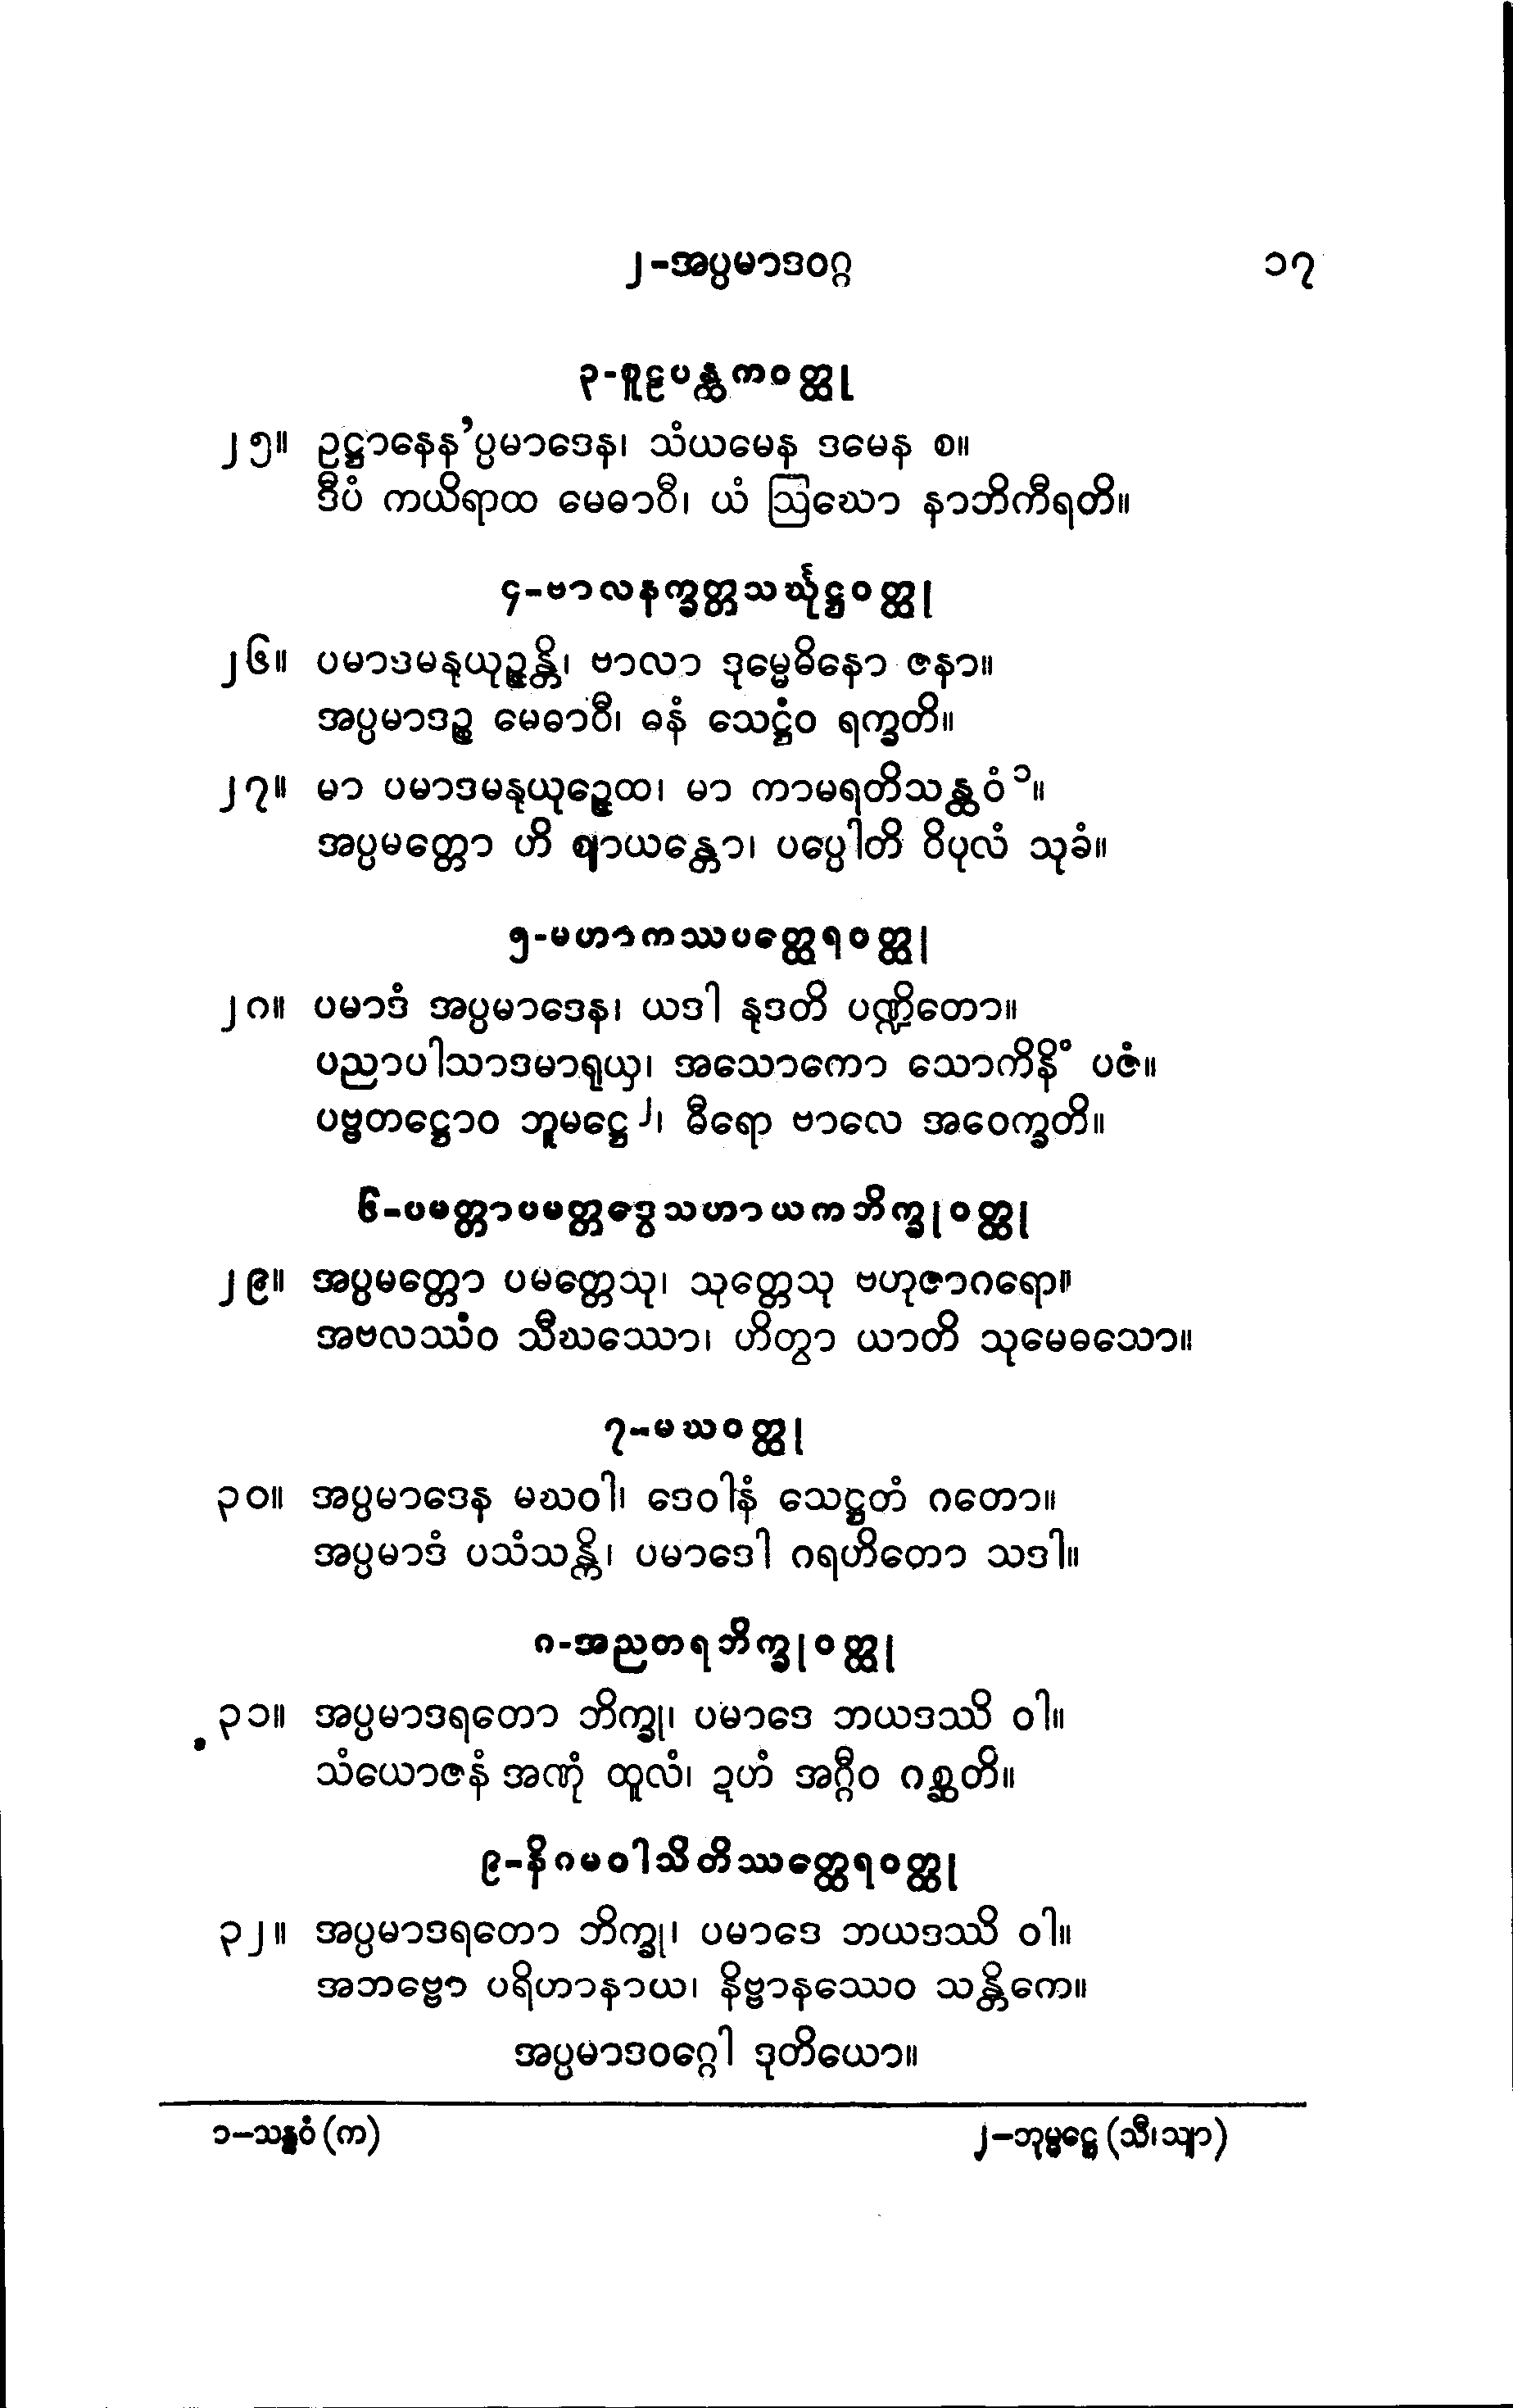 ၂-အပ္ပမာဒဝဂ္ဂ ၁၇
၃-စူဠပန္ထကဝတ္ထု
၂၅။ ဥဋ္ဌာနေန’ပ္ပမာဒေန၊ သံယမေန ဒမေန စ။
ဒီပံ ကယိရာထ မေဓာဝီ၊ ယံ ဩဃော နာဘိကီရတိ။
၄-ဗာလနက္ခတ္တသင်္ဃုဋ္ဌဝတ္ထု
၂၆။ ပမာဒမနုယုဉ္ဇန္တိ၊ ဗာလာ ဒုမ္မေဓိနော ဇနာ။
အပ္ပမာဒဉ္စ မေဓာဝီ၊ ဓနံ သေဋ္ဌံဝ ရက္ခတိ။
၂၇။ မာ ပမာဒမနုယုဉ္ဇေထ၊ မာ ကာမရတိသန္ထဝံ ၁။
အပ္ပမတ္တော ဟိ ဈာယန္တော၊ ပပ္ပေါတိ ဝိပုလံ သုခံ။
၅-မဟာကဿပတ္ထေရဝတ္ထု
၂၈။ ပမာဒံ အပ္ပမာဒေန၊ ယဒါ နုဒတိ ပဏ္ဍိတော။
ပညာပါသာဒမာရုယှ၊ အသောကော သောကိနိံ ပဇံ။
ပဗ္ဗတဋ္ဌောဝ ဘူမဋ္ဌေ ၂၊ ဓီရော ဗာလေ အဝေက္ခတိ။
၆-ပမတ္တာပမတ္တဒွေသဟာယကဘိက္ခုဝတ္ထု
၂၉။ အပ္ပမတ္တော ပမတ္တေသု၊ သုတ္တေသု ဗဟုဇာဂရော။
အဗလဿံဝ သီဃဿော၊ ဟိတွာ ယာတိ သုမေဓသော။
၇-မဃဝတ္ထု
၃၀။ အပ္ပမာဒေန မဃဝါ၊ ဒေဝါနံ သေဋ္ဌတံ ဂတော။
အပ္ပမာဒံ ပသံသန္တိ၊ ပမာဒေါ ဂရဟိတော သဒါ။
၈-အညတရဘိက္ခုဝတ္ထု
၃၁။ အပ္ပမာဒရတော ဘိက္ခု၊ ပမာဒေ ဘယဒဿိ ဝါ။
သံယောဇနံ အဏုံ ထူလံ၊ ဍဟံ အဂ္ဂီဝ ဂစ္ဆတိ။
၉-နိဂမဝါသိတိဿတ္ထေရဝတ္ထု
၃၂။ အပ္ပမာဒရတော ဘိက္ခု၊ ပမာဒေ ဘယဒဿိ ဝါ။
အဘဗ္ဗော ပရိဟာနာယ၊ နိဗ္ဗာနဿေဝ သန္တိကေ။
အပ္ပမာဒဝဂ္ဂေါ ဒုတိယော။
၁-သန္ဓဝံ (က) ၂-ဘုမ္မဋ္ဌေ (သီ၊သျာ)